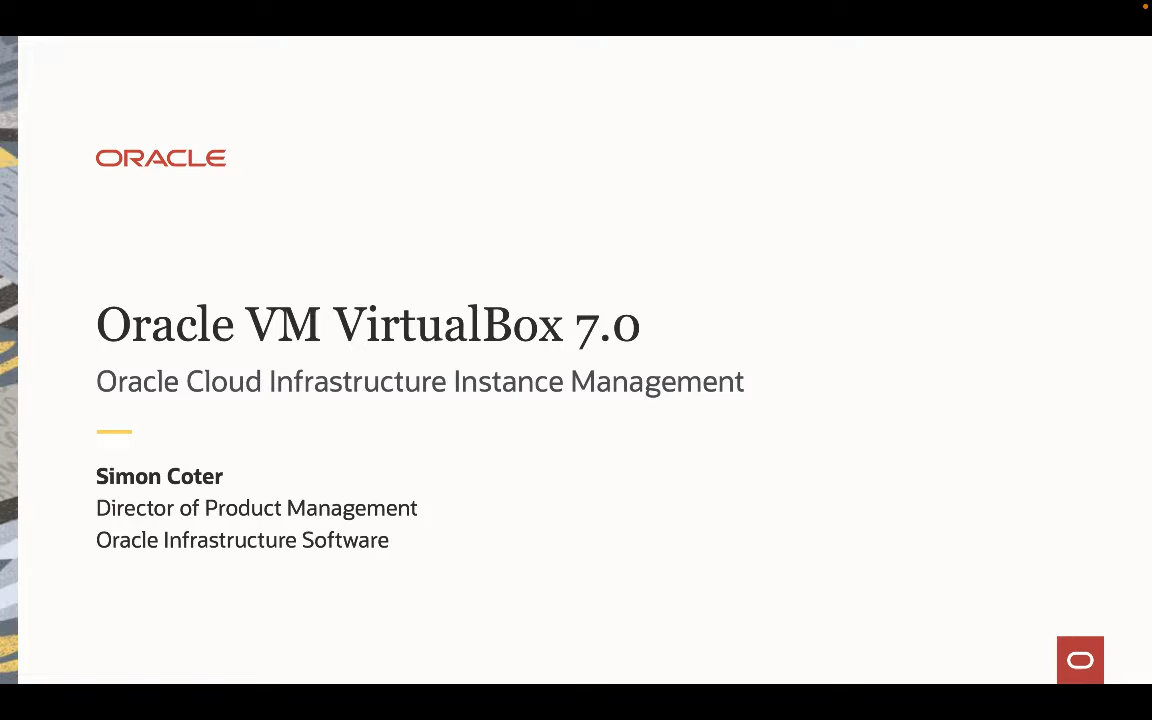 ORACLE
Oracle VM VirtualBox 7.0
Oracle Cloud Infrastructure Instance Management
Simon Coter
Director of Product Management
Oracle Infrastructure Software